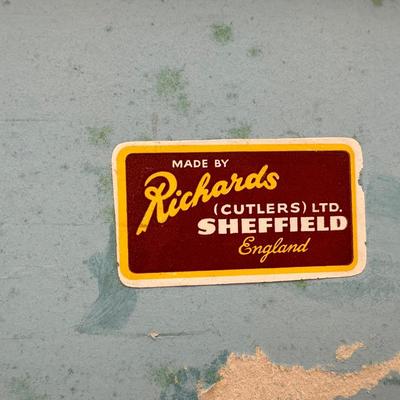 MADE BY
Richards
(CUTLERS) LTD.
SHEFFIELD
England